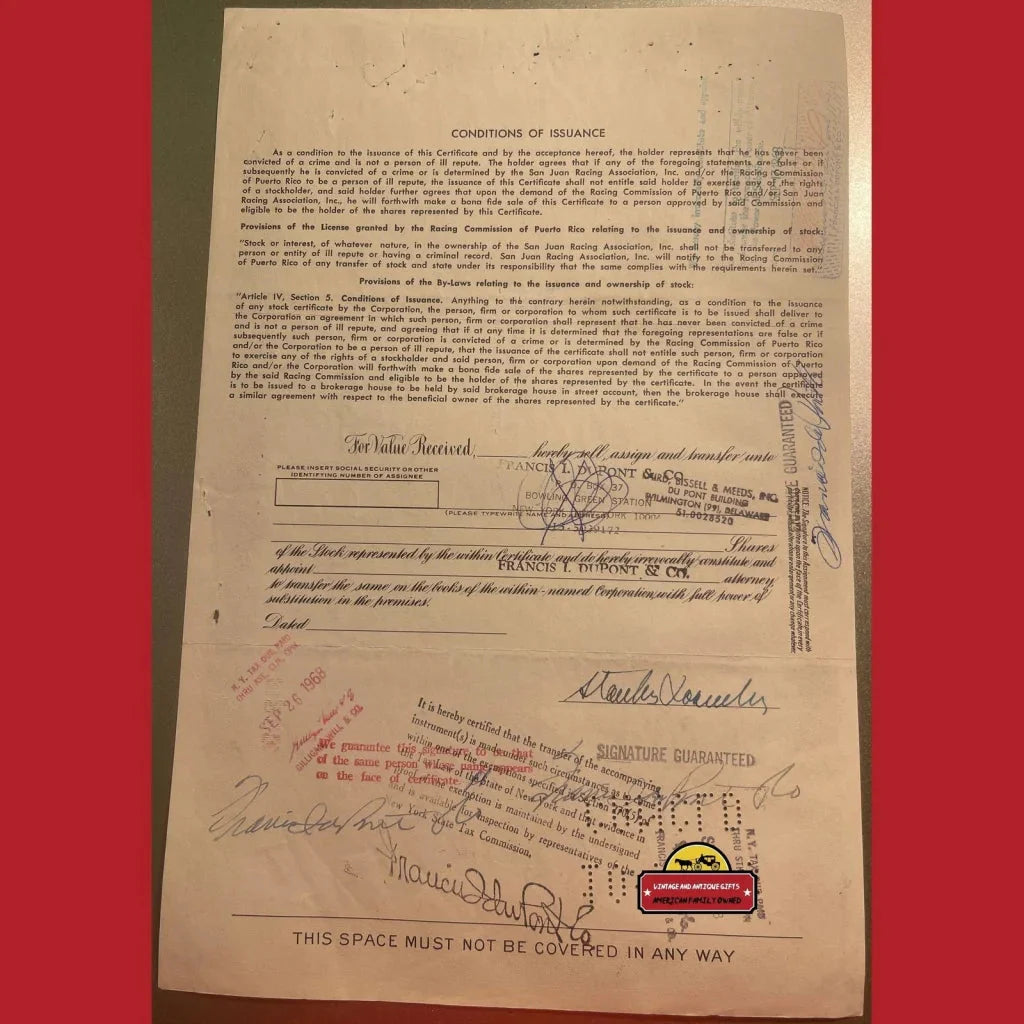 CONDITIONS OF ISSUANCE
As a condition to the issuance of this Certificate and by the acceptance hereof, the holder represents that he has never been
convicted of a crime and is not a person of ill repute. The holder agrees that if any of the foregoing statements are false or if
subsequently he is convicted of a crime or is determined by the San Juan Racing Association, Inc. and/or the Racing Commission
of Puerto Rico to be a person of ill repute, the issuance of this Certificate shall not entitle said holder to exercise any of the rights
of a stockholder, and said holder further agrees that upon the demand of the Racing Commission of Puerto Rico and/or San Juan
Racing Association, Inc., he will forthwith make a bona fide sale of this Certificate to a person approved by said Commission and
eligible to be the holder of the shares represented by this Certificate.
Provisions of the License granted by the Racing Commission of Puerto Rico relating to the issuance and ownership of stock:
"Stock or interest, of whatever nature, in the ownership of the San Juan Racing Association, Inc. shall not be transferred to any
person or entity of ill repute or having a criminal record. San Juan Racing Association, Inc. will notify to the Racing Commission
of Puerto Rico of any transfer of stock and state under its responsibility that the same complies with the requirements herein set."
Provisions of the By-Laws relating to the issuance and ownership of stock:
"Article IV, Section 5. Conditions of Issuance. Anything to the contrary herein notwithstanding, as a condition to the issuance
of any stock certificate by the Corporation, the person, firm or corporation to whom such certificate is to be issued shall deliver to
the Corporation an agreement in which such person, firm or corporation shall represent that he has never been convicted of a crime
and is not a person of ill repute, and agreeing that if at any time it is determined that the foregoing representations are false or if
subsequently such person, firm or corporation is convicted of a crime or is determined by the Racing Commission of Puerto Rico
and/or the Corporation to be a person of ill repute, that the issuance of the certificate shall not entitle such person, firm or corporation
to exercise any of the rights of a stockholder and said person, firm or corporation upon demand of the Racing Commission of Puerto
Rico and/or the Corporation will forthwith make a bona fide sale of the shares represented by the certificate to a person approved
by the said Racing Commission and eligible to be the holder of the shares represented by the certificate. In the event the certificate
is to be issued to a brokerage house to be held by said brokerage house in street account, then the brokerage house shall execute
a similar agreement with respect to the beneficial owner of the shares represented by the certificate."
GUARANTEED
For Value Received, hereby sell, assign and transfer unto
PLEASE INSERT SOCIAL SECURITY OR OTHER
IDENTIFYING NUMBER OF ASSIGNEE
FRANCIS I. DUPONT & CO.
P. O. BOX 37
BOWLING GREEN STATION
NEW YORK
(PLEASE TYPEWRITE NAME AND ADDRESS
LAIRD, BISSELL & MEEDS, INC.
DU PONT BUILDING
WILMINGTON (99), DELAWARE
51-0028520
Shares
of the Stock represented by the within Certificate and do hereby irrevocably constitute and
appoint FRANCIS I. DUPONT & CO. attorney
to transfer the same on the books of the within-named Corporation with full power of
substitution in the premises.
Dated
N. Y. TAX DUE PAID
SEP 26 1968
We guarantee this signature to be that
of the same person whose name appears
on the face of certificate.
It is hereby certified that the transfer of the accompanying
instrument(s) is made under such circumstances as to come
within one of the exemptions specified in Section 270(5) of
the Tax Law of the State of New York and that evidence in
proof of the exemption is maintained by the undersigned
and is available for inspection by representatives of the
New York State Tax Commission.
SIGNATURE GUARANTEED
Francis I duPont & Co
VINTAGE AND ANTIQUE GIFTS
AMERICAN FAMILY OWNED
THIS SPACE MUST NOT BE COVERED IN ANY WAY